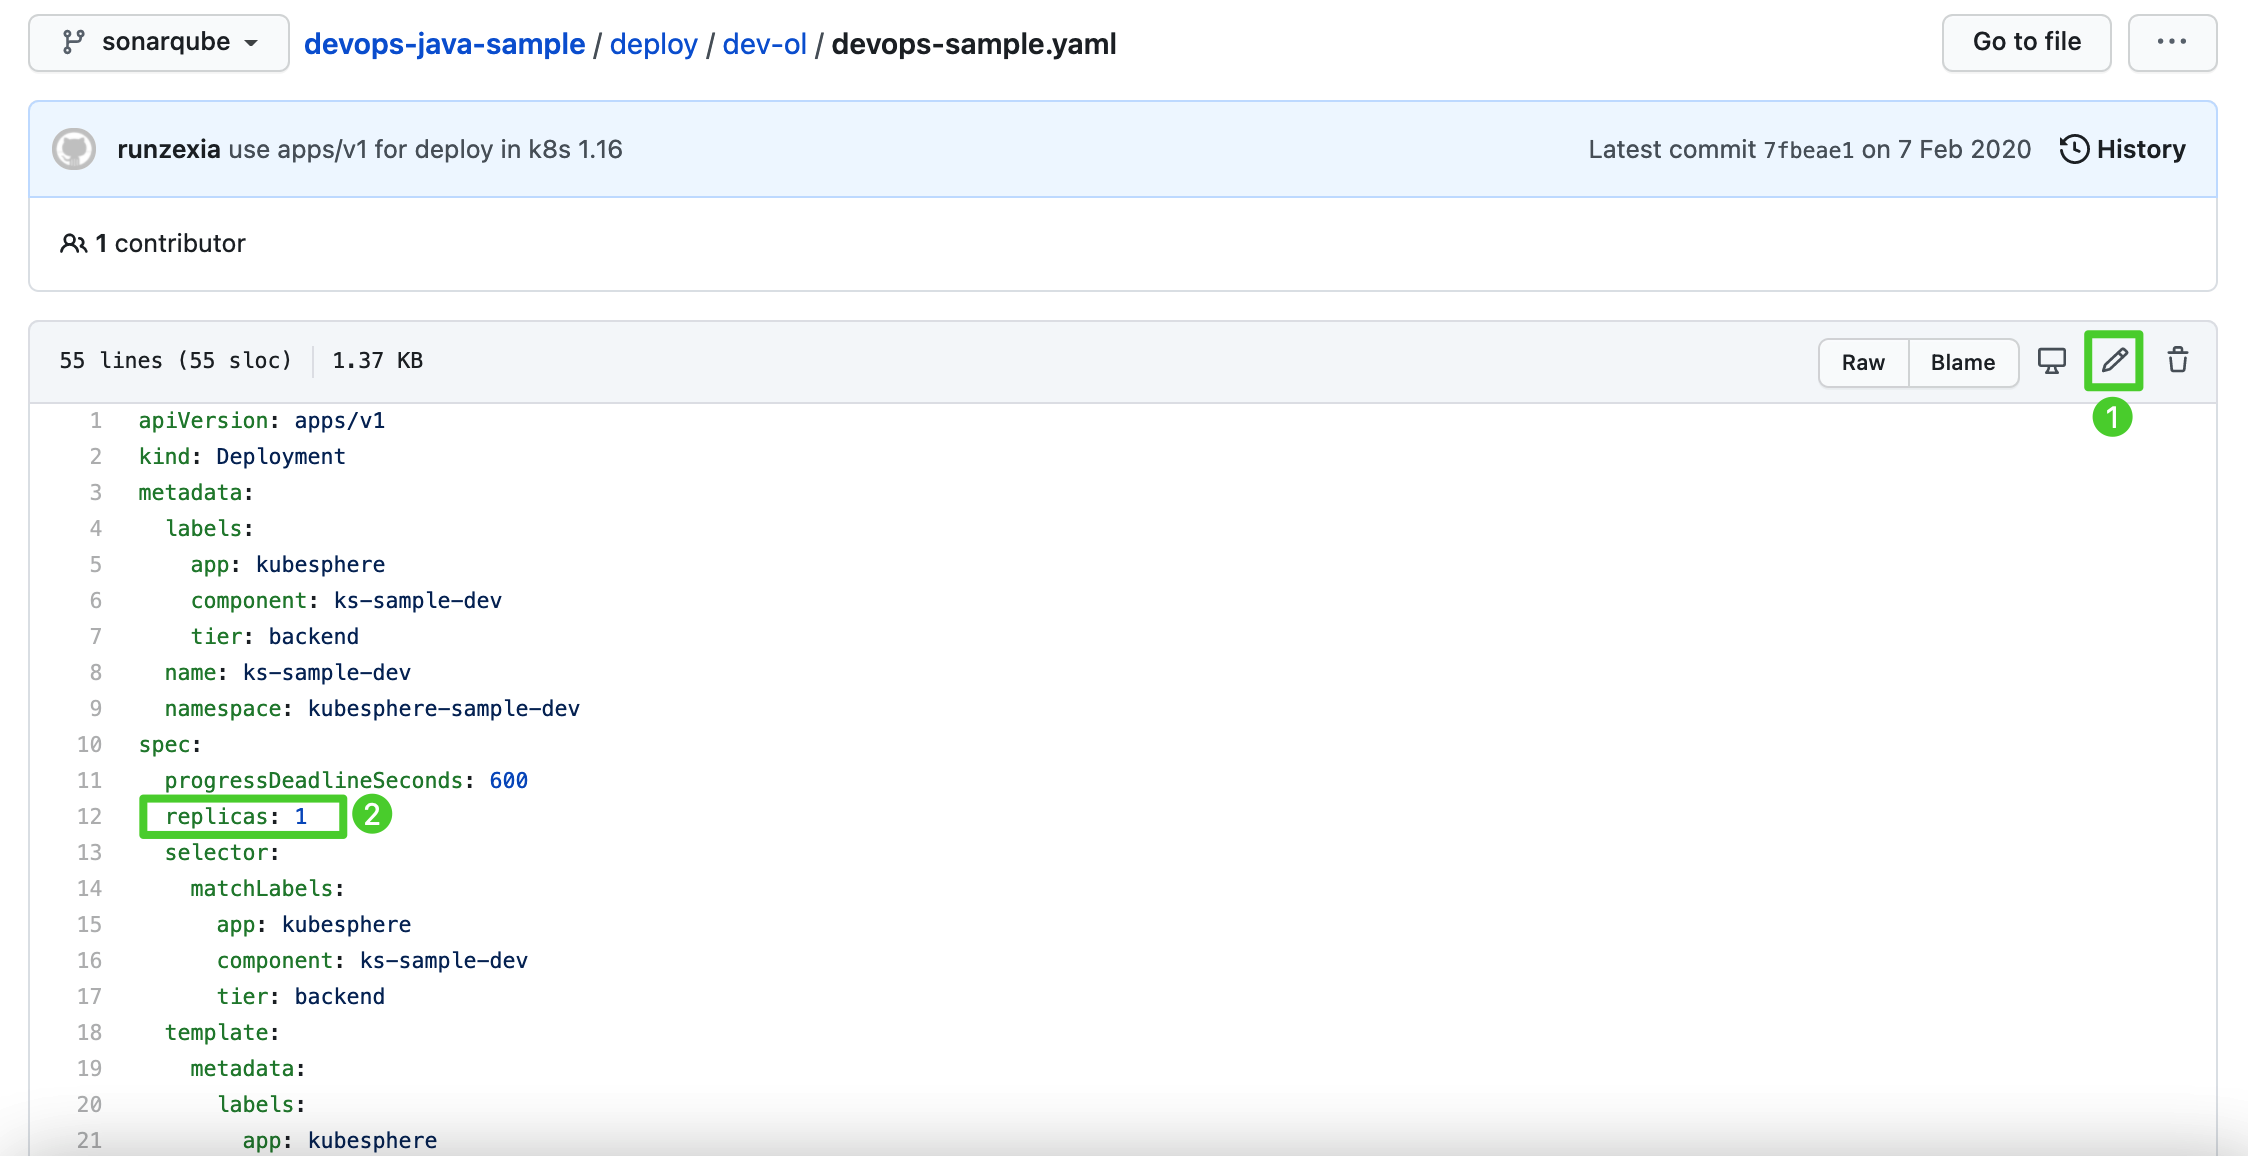 sonarqube devops-java-sample / deploy / dev-ol / devops-sample.yaml Go to file ...
runzexia use apps/v1 for deploy in k8s 1.16 Latest commit 7fbeae1 on 7 Feb 2020 History
1 contributor
55 lines (55 sloc) 1.37 KB Raw Blame
1
1 apiVersion: apps/v1
2 kind: Deployment
3 metadata:
4   labels:
5     app: kubesphere
6     component: ks-sample-dev
7     tier: backend
8   name: ks-sample-dev
9   namespace: kubesphere-sample-dev
10 spec:
11   progressDeadlineSeconds: 600
12   replicas: 1 2
13   selector:
14     matchLabels:
15       app: kubesphere
16       component: ks-sample-dev
17       tier: backend
18   template:
19     metadata:
20       labels:
21         app: kubesphere